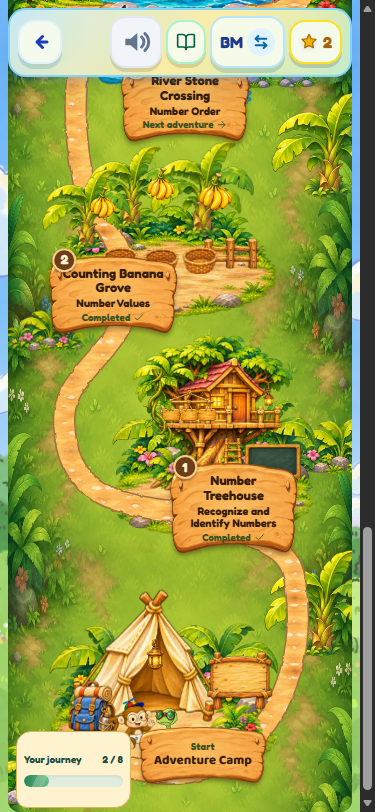 BM
2
River Stone
Crossing
Number Order
Next adventure →
2
Counting Banana
Grove
Number Values
Completed ✓
1
Number
Treehouse
Recognize and
Identify Numbers
Completed ✓
Start
Adventure Camp
Your journey 2 / 8